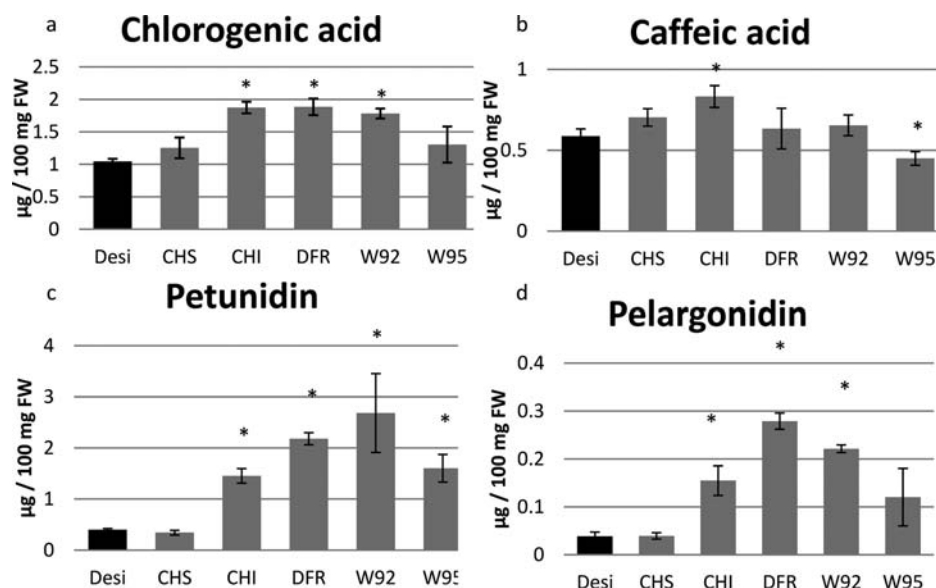 a
Chlorogenic acid
µg / 100 mg FW
2.5
2
1.5
1
0.5
0
* * *
Desi CHS CHI DFR W92 W95
b
Caffeic acid
µg / 100 mg FW
1
0.5
0
* *
Desi CHS CHI DFR W92 W95
c
Petunidin
µg / 100 mg FW
4
3
2
1
0
* * * *
Desi CHS CHI DFR W92 W95
d
Pelargonidin
µg / 100 mg FW
0.4
0.3
0.2
0.1
0
* * *
Desi CHS CHI DFR W92 W95